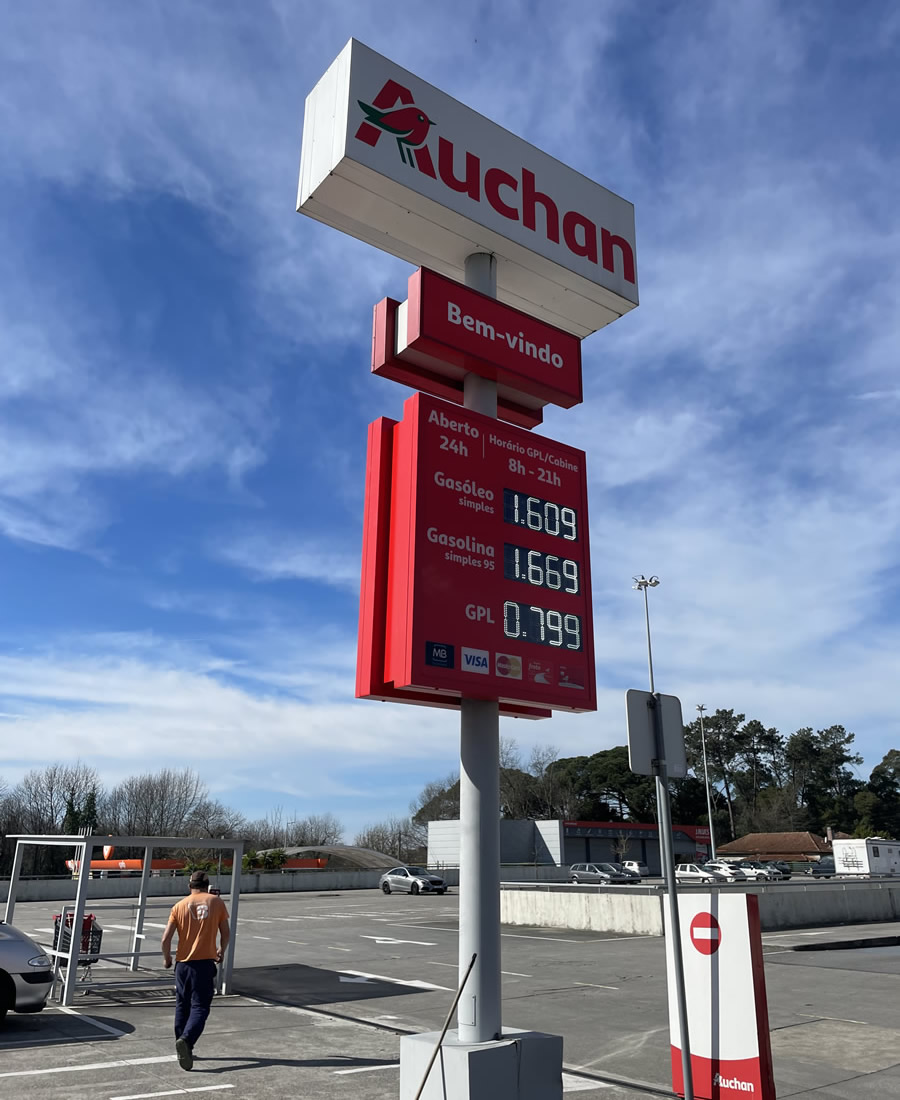 Auchan
Bem-vindo
Aberto
24h
Horário GPL/Cabine
8h - 21h
Gasóleo
simples
1.609
Gasolina
simples 95
1.669
GPL
0.799
MB
VISA
Auchan